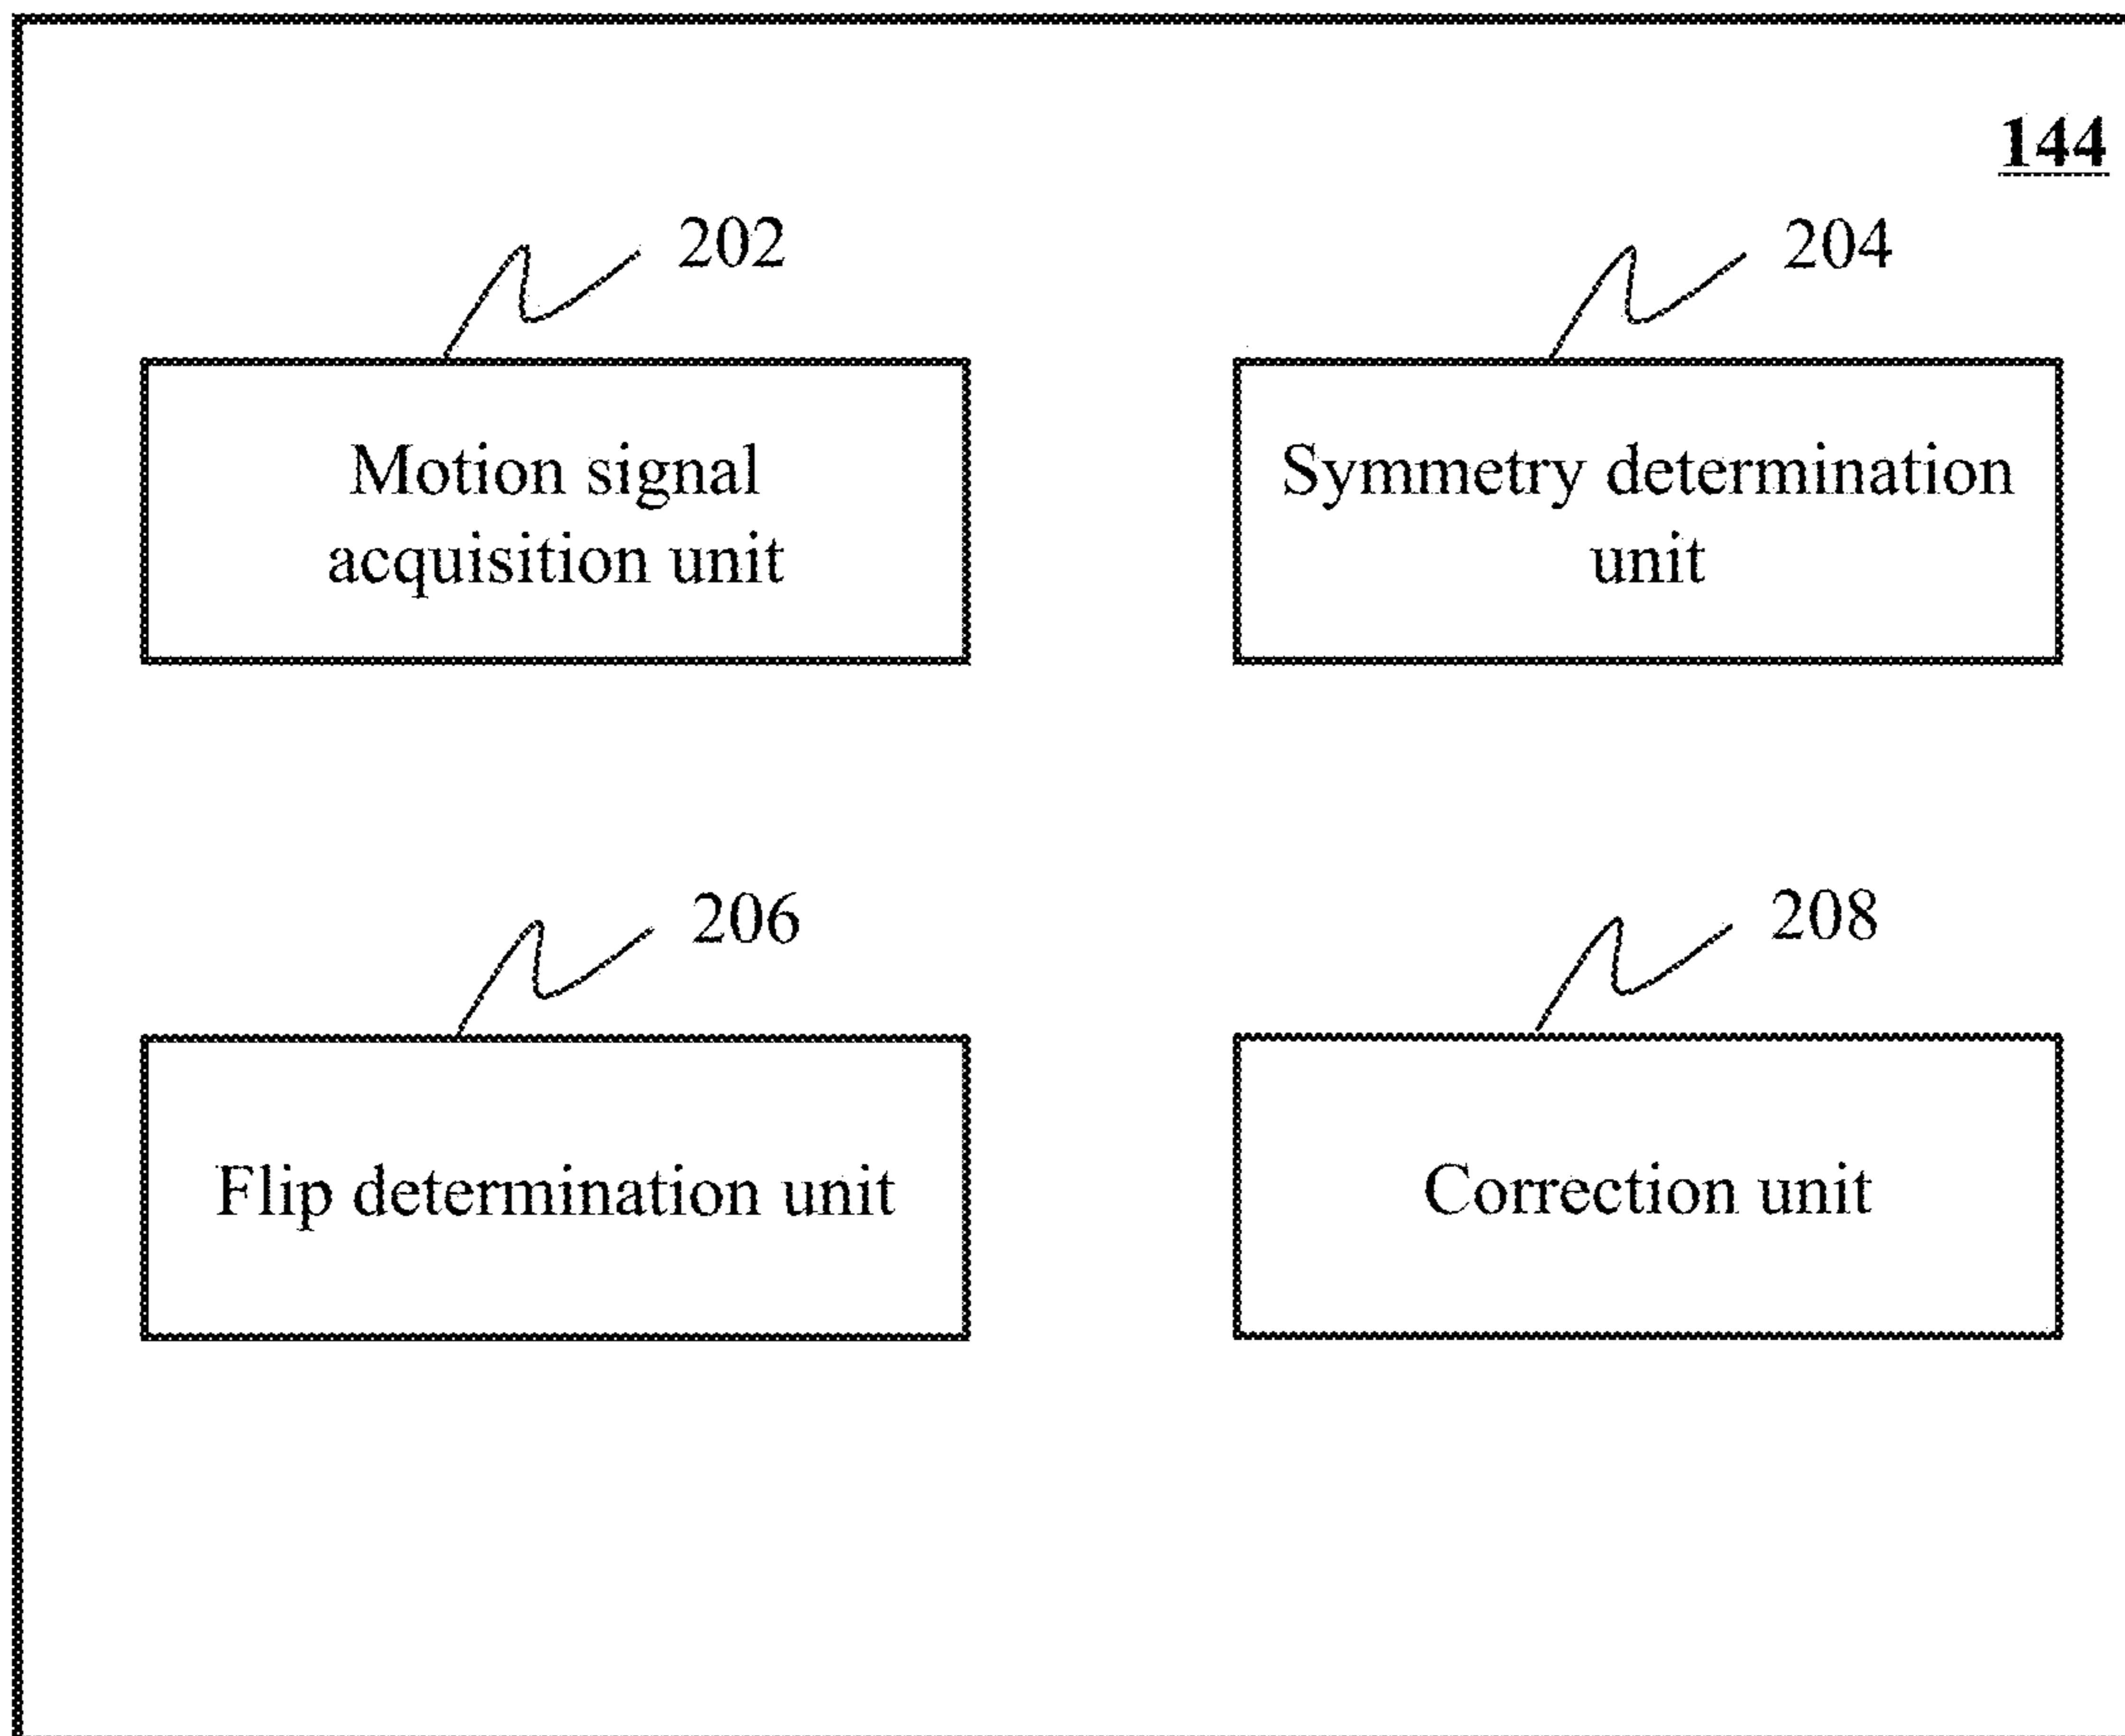 144
202
204
Motion signal
acquisition unit
Symmetry determination
unit
206
208
Flip determination unit
Correction unit